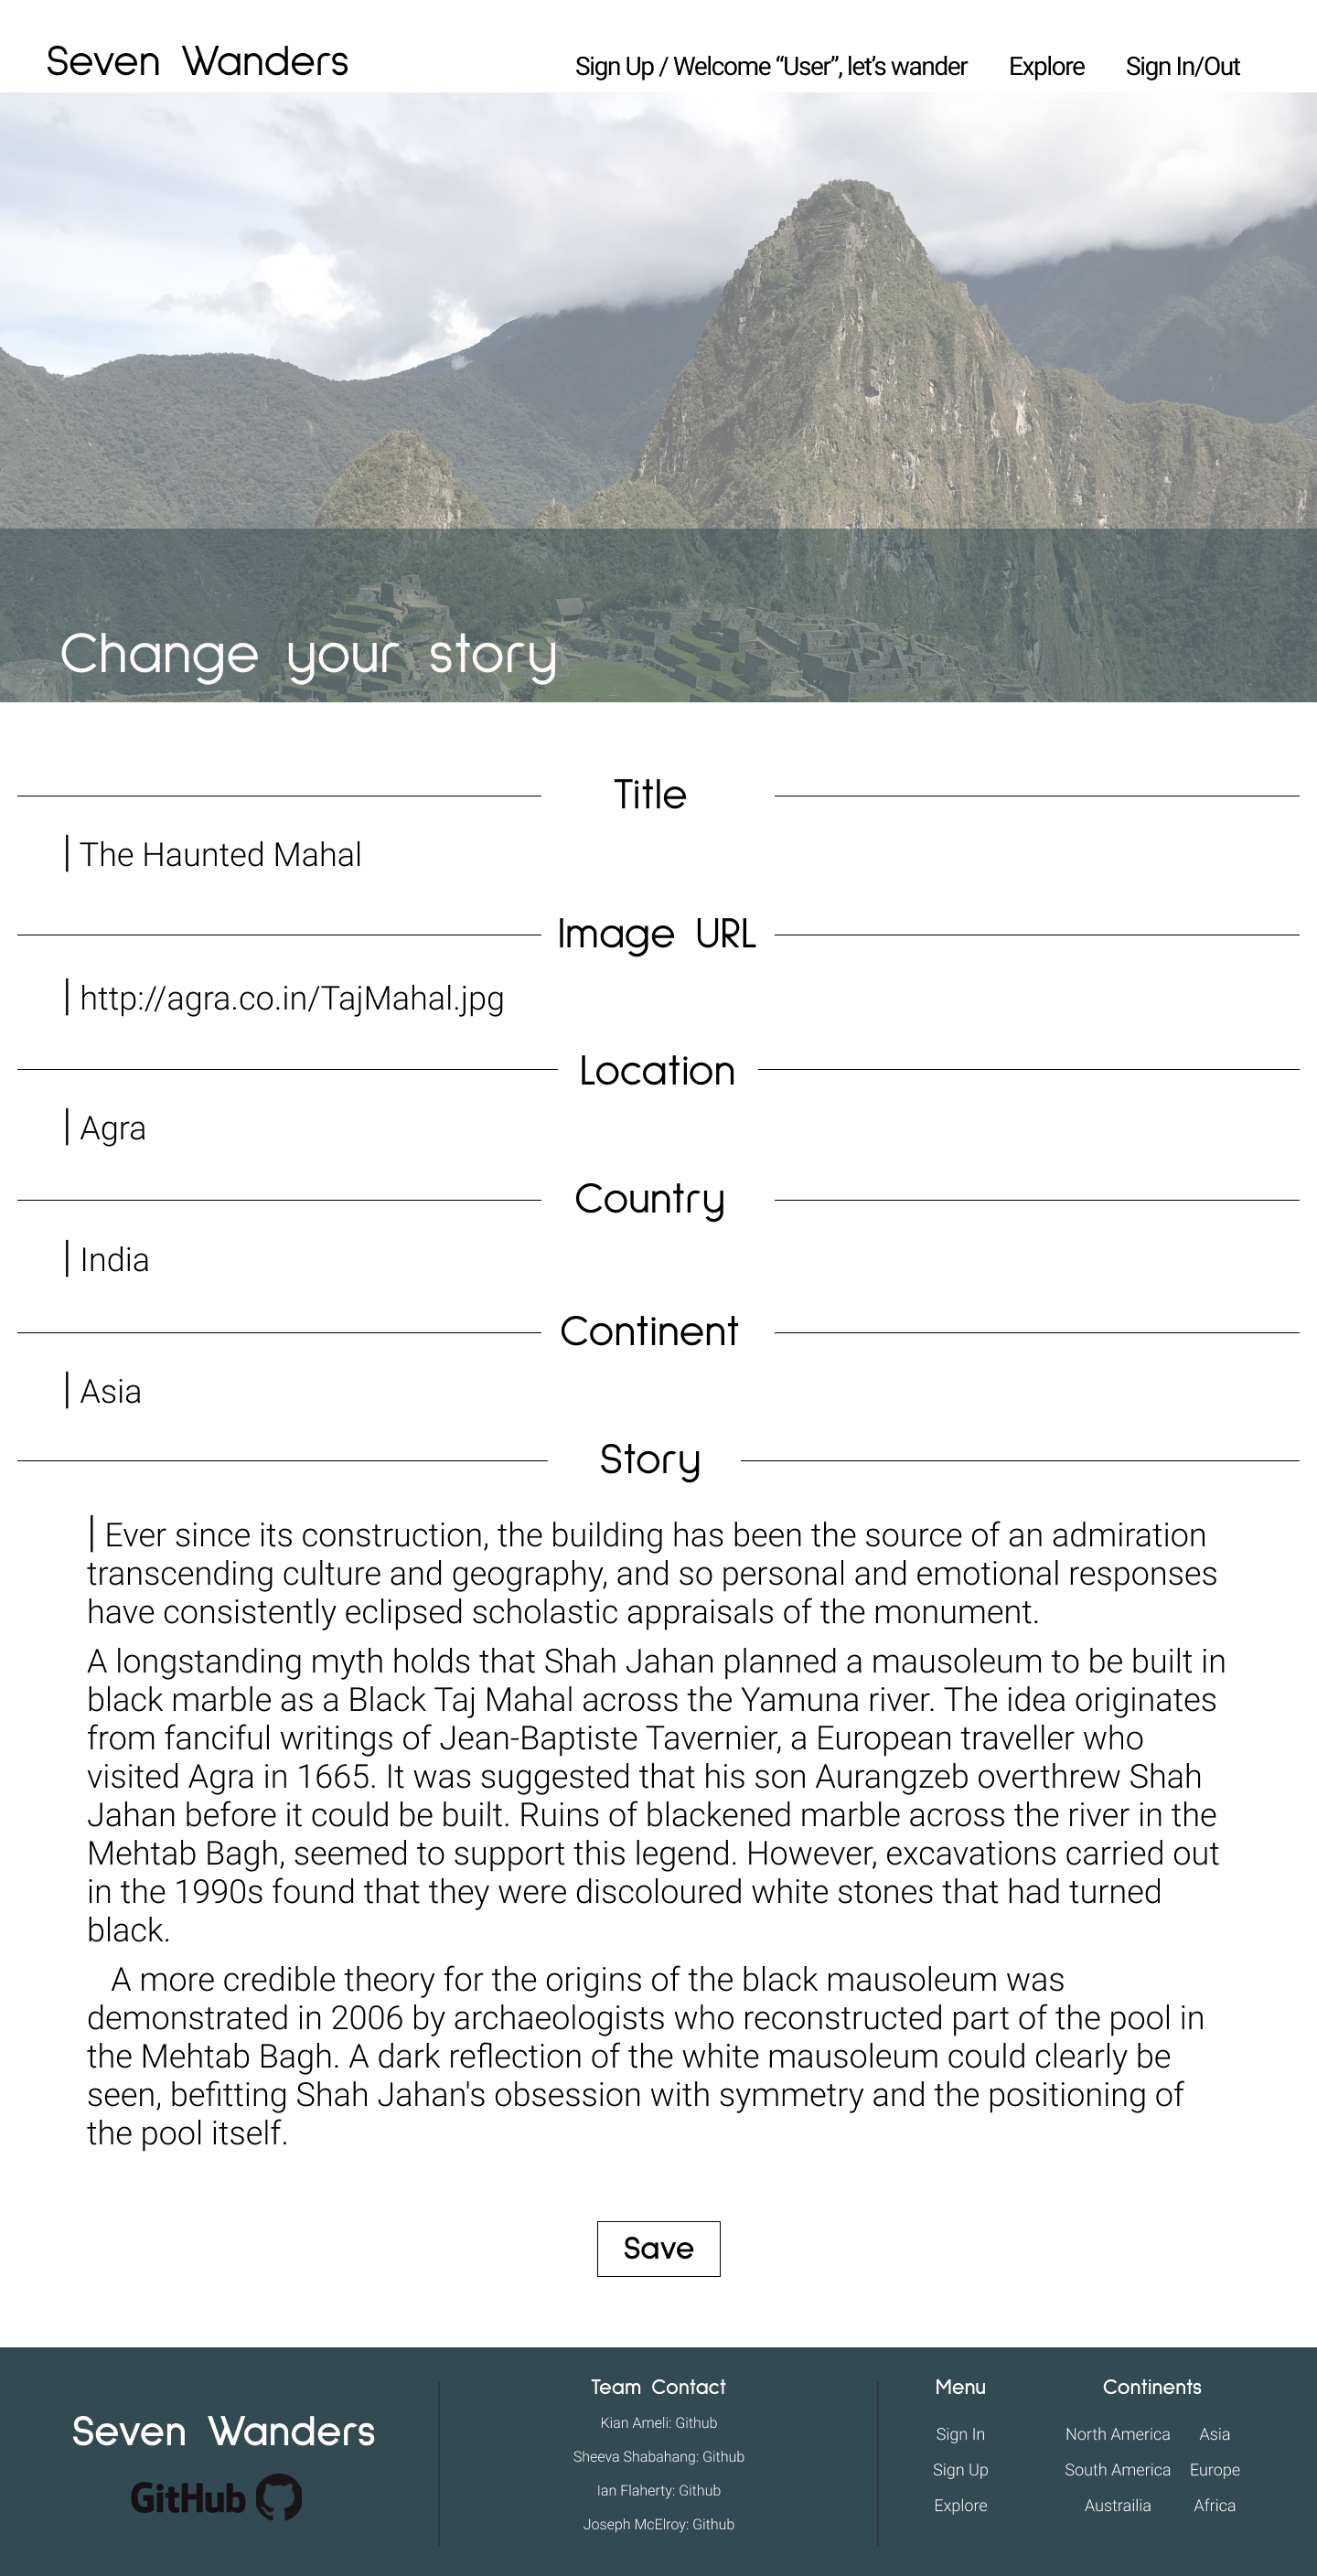 Seven Wanders
Sign Up / Welcome “User”, let’s wander Explore Sign In/Out
Change your story
Title
The Haunted Mahal
Image URL
http://agra.co.in/TajMahal.jpg
Location
Agra
Country
India
Continent
Asia
Story
Ever since its construction, the building has been the source of an admiration
transcending culture and geography, and so personal and emotional responses
have consistently eclipsed scholastic appraisals of the monument.
A longstanding myth holds that Shah Jahan planned a mausoleum to be built in
black marble as a Black Taj Mahal across the Yamuna river. The idea originates
from fanciful writings of Jean-Baptiste Tavernier, a European traveller who
visited Agra in 1665. It was suggested that his son Aurangzeb overthrew Shah
Jahan before it could be built. Ruins of blackened marble across the river in the
Mehtab Bagh, seemed to support this legend. However, excavations carried out
in the 1990s found that they were discoloured white stones that had turned
black.
A more credible theory for the origins of the black mausoleum was
demonstrated in 2006 by archaeologists who reconstructed part of the pool in
the Mehtab Bagh. A dark reflection of the white mausoleum could clearly be
seen, befitting Shah Jahan's obsession with symmetry and the positioning of
the pool itself.
Save
Seven Wanders
GitHub
Team Contact
Kian Ameli: Github
Sheeva Shabahang: Github
Ian Flaherty: Github
Joseph McElroy: Github
Menu
Sign In
Sign Up
Explore
Continents
North America Asia
South America Europe
Austrailia Africa